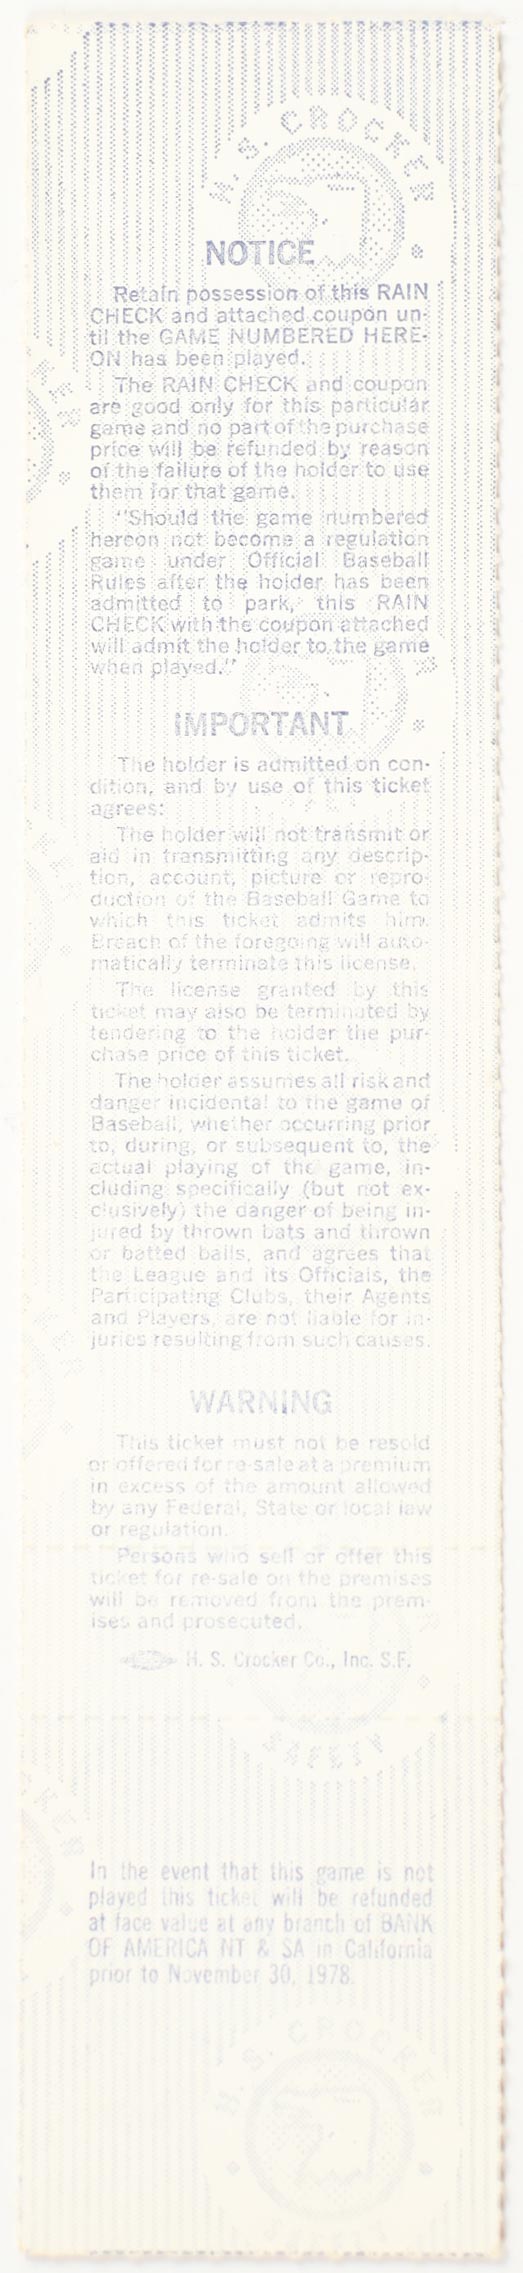 H. S. CROCKER
NOTICE
Retain possession of this RAIN
CHECK and attached coupon un-
til the GAME NUMBERED HERE-
ON has been played.
The RAIN CHECK and coupon
are good only for this particular
game and no part of the purchase
price will be refunded by reason
of the failure of the holder to use
them for that game.
"Should the game numbered
hereon not become a regulation
game under Official Baseball
Rules after the holder has been
admitted to park, this RAIN
CHECK with the coupon attached
will admit the holder to the game
when played."
IMPORTANT
The holder is admitted on con-
dition, and by use of this ticket
agrees:
The holder will not transmit or
aid in transmitting any descrip-
tion, account, picture or repro-
duction of the Baseball Game to
which this ticket admits him.
Breach of the foregoing will auto-
matically terminate this license.
The license granted by this
ticket may also be terminated by
tendering to the holder the pur-
chase price of this ticket.
The holder assumes all risk and
danger incidental to the game of
Baseball, whether occurring prior
to, during, or subsequent to, the
actual playing of the game, in-
cluding specifically (but not ex-
clusively) the danger of being in-
jured by thrown bats and thrown
or batted balls, and agrees that
the League and its Officials, the
Participating Clubs, their Agents
and Players, are not liable for in-
juries resulting from such causes.
WARNING
This ticket must not be resold
or offered for re-sale at a premium
in excess of the amount allowed
by any Federal, State or local law
or regulation.
Persons who sell or offer this
ticket for re-sale on the premises
will be removed from the prem-
ises and prosecuted.
H. S. Crocker Co., Inc. S.F.
SAFETY
In the event that this game is not
played this ticket will be refunded
at face value at any branch of BANK
OF AMERICA NT & SA in California
prior to November 30, 1978.
H. S. CROCKER
SAFETY